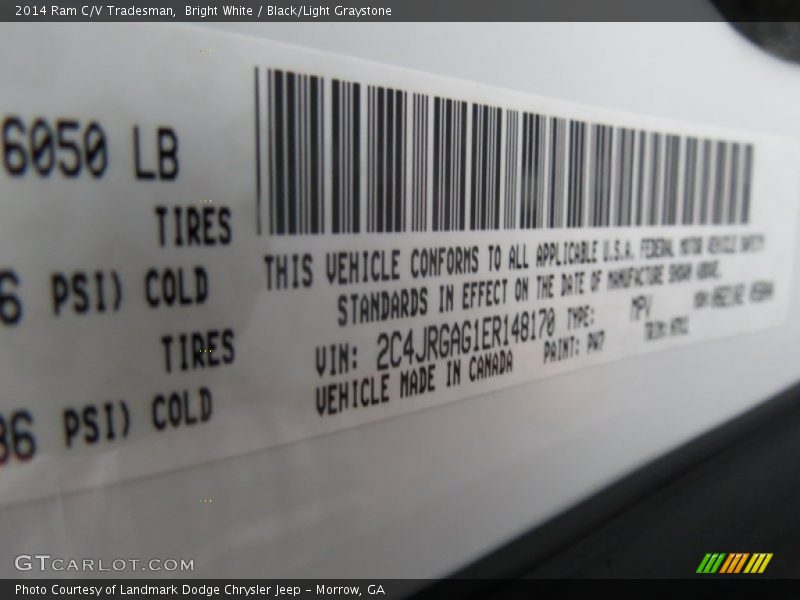 2014 Ram C/V Tradesman, Bright White / Black/Light Graystone
6050 LB
TIRES
6 PSI) COLD
TIRES
36 PSI) COLD
THIS VEHICLE CONFORMS TO ALL APPLICABLE U.S.A. FEDERAL MOTOR VEHICLE SAFETY
STANDARDS IN EFFECT ON THE DATE OF MANUFACTURE SHOWN ABOVE.
VIN: 2C4JRGAG1ER148170 TYPE: MPV
VEHICLE MADE IN CANADA PAINT: PW7 TRIM:
GTCARLOT.COM
Photo Courtesy of Landmark Dodge Chrysler Jeep – Morrow, GA